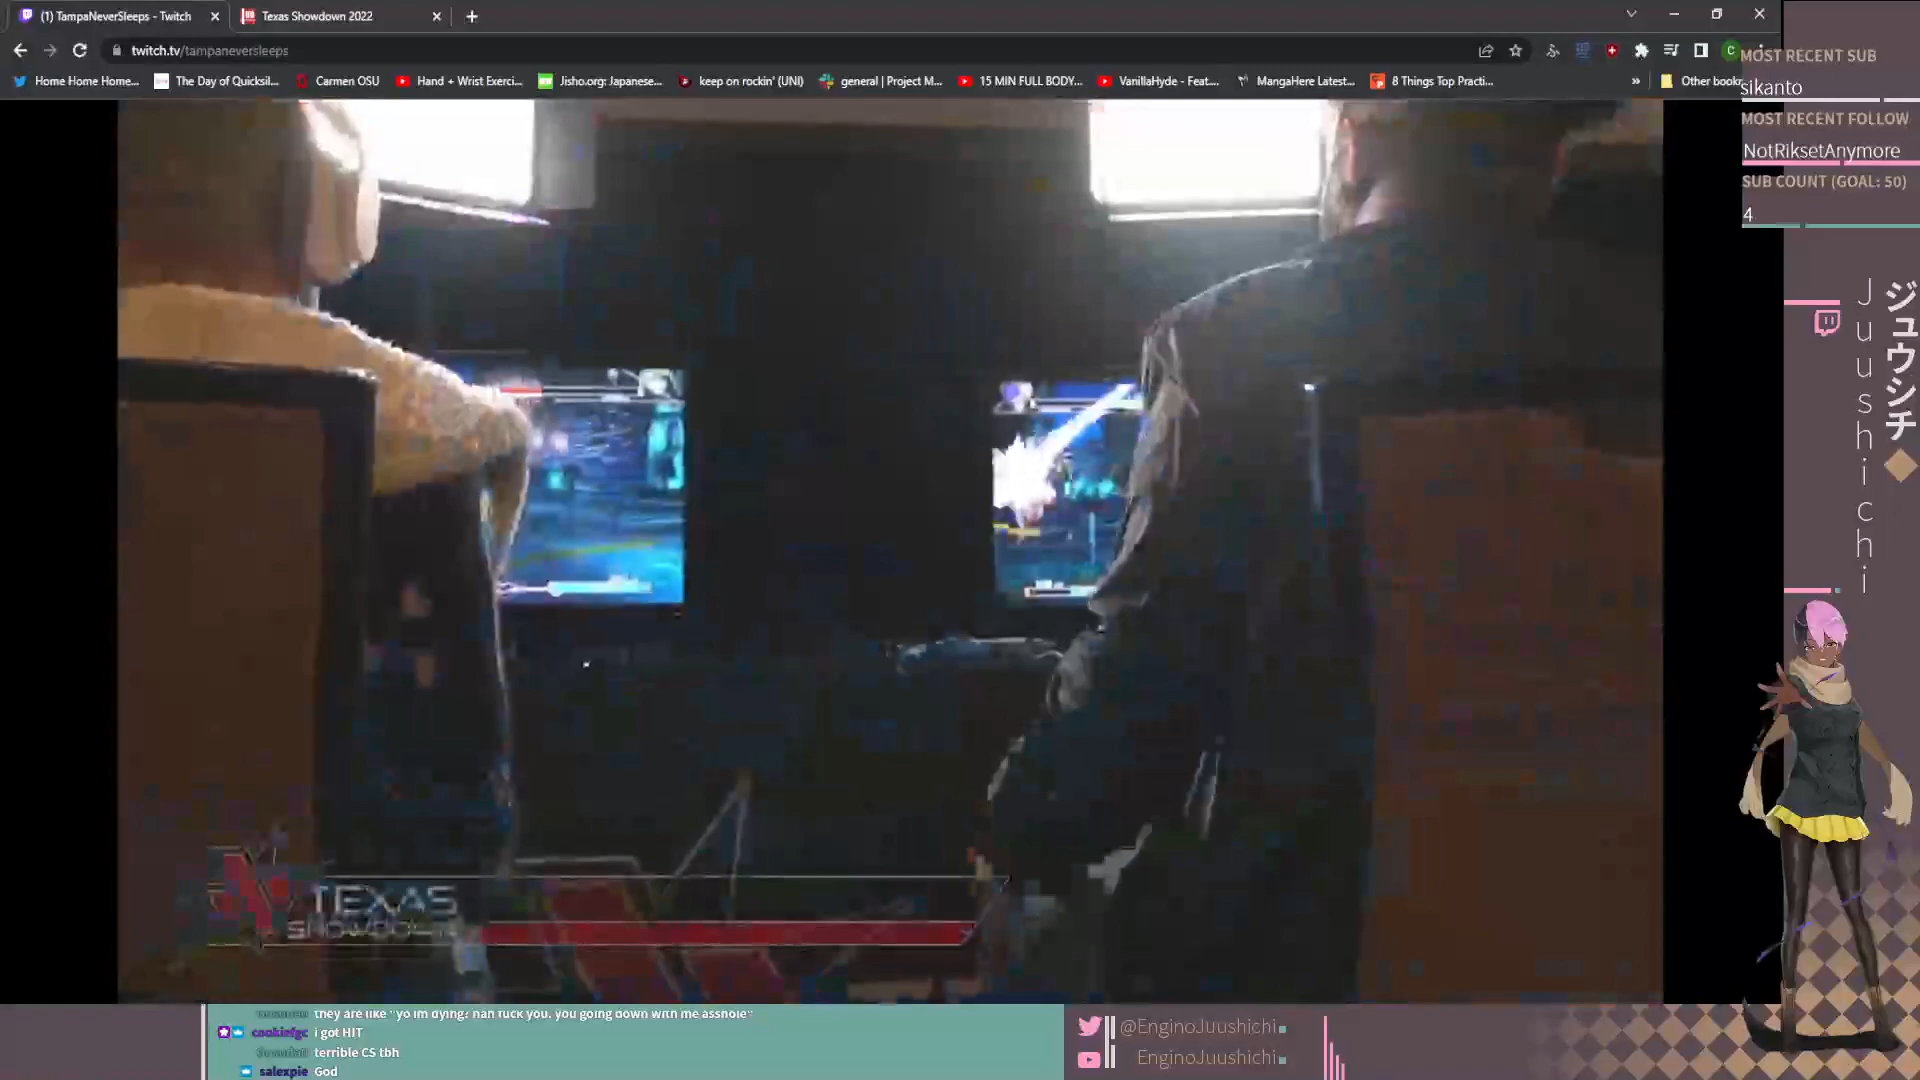 (1) TampaNeverSleeps - Twitch
Texas Showdown 2022
twitch.tv/tampaneversleeps
Home Home Home...
The Day of Quicksil...
Carmen OSU
Hand + Wrist Exerci...
Jisho.org: Japanese...
keep on rockin' (UNI)
general | Project M...
15 MIN FULL BODY...
VanillaHyde - Feat...
MangaHere Latest...
8 Things Top Practi...
»
Other bookr
C
MOST RECENT SUB
sikanto
MOST RECENT FOLLOW
NotRiksetAnymore
SUB COUNT (GOAL: 50)
4
ジュウシチ
Juushichi
TEXAS
SHOWDOWN
they are like "yo im dying? nah fuck you. you going down with me asshole"
cookiefgc i got HIT
terrible CS tbh
salexpie God
@EnginoJuushichi
EnginoJuushichi